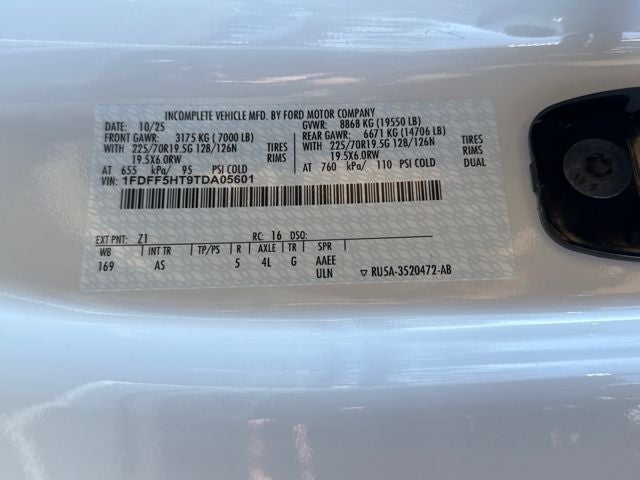 INCOMPLETE VEHICLE MFD. BY FORD MOTOR COMPANY
DATE: 10/25 GVWR: 8868 KG (19550 LB)
FRONT GAWR: 3175 KG ( 7000 LB) REAR GAWR: 6671 KG (14706 LB)
WITH 225/70R19.5G 128/126N TIRES WITH 225/70R19.5G 128/126N TIRES
19.5X6.0RW RIMS 19.5X6.0RW RIMS
AT 655 kPa/ 95 PSI COLD AT 760 kPa/ 110 PSI COLD DUAL
VIN: 1FDFF5HT9TDA05601
EXT PNT: Z1 RC: 16 DSO:
WB INT TR TP/PS R AXLE TR SPR
169 AS 5 4L G AAEE
ULN ▽ RU5A-3520472-AB